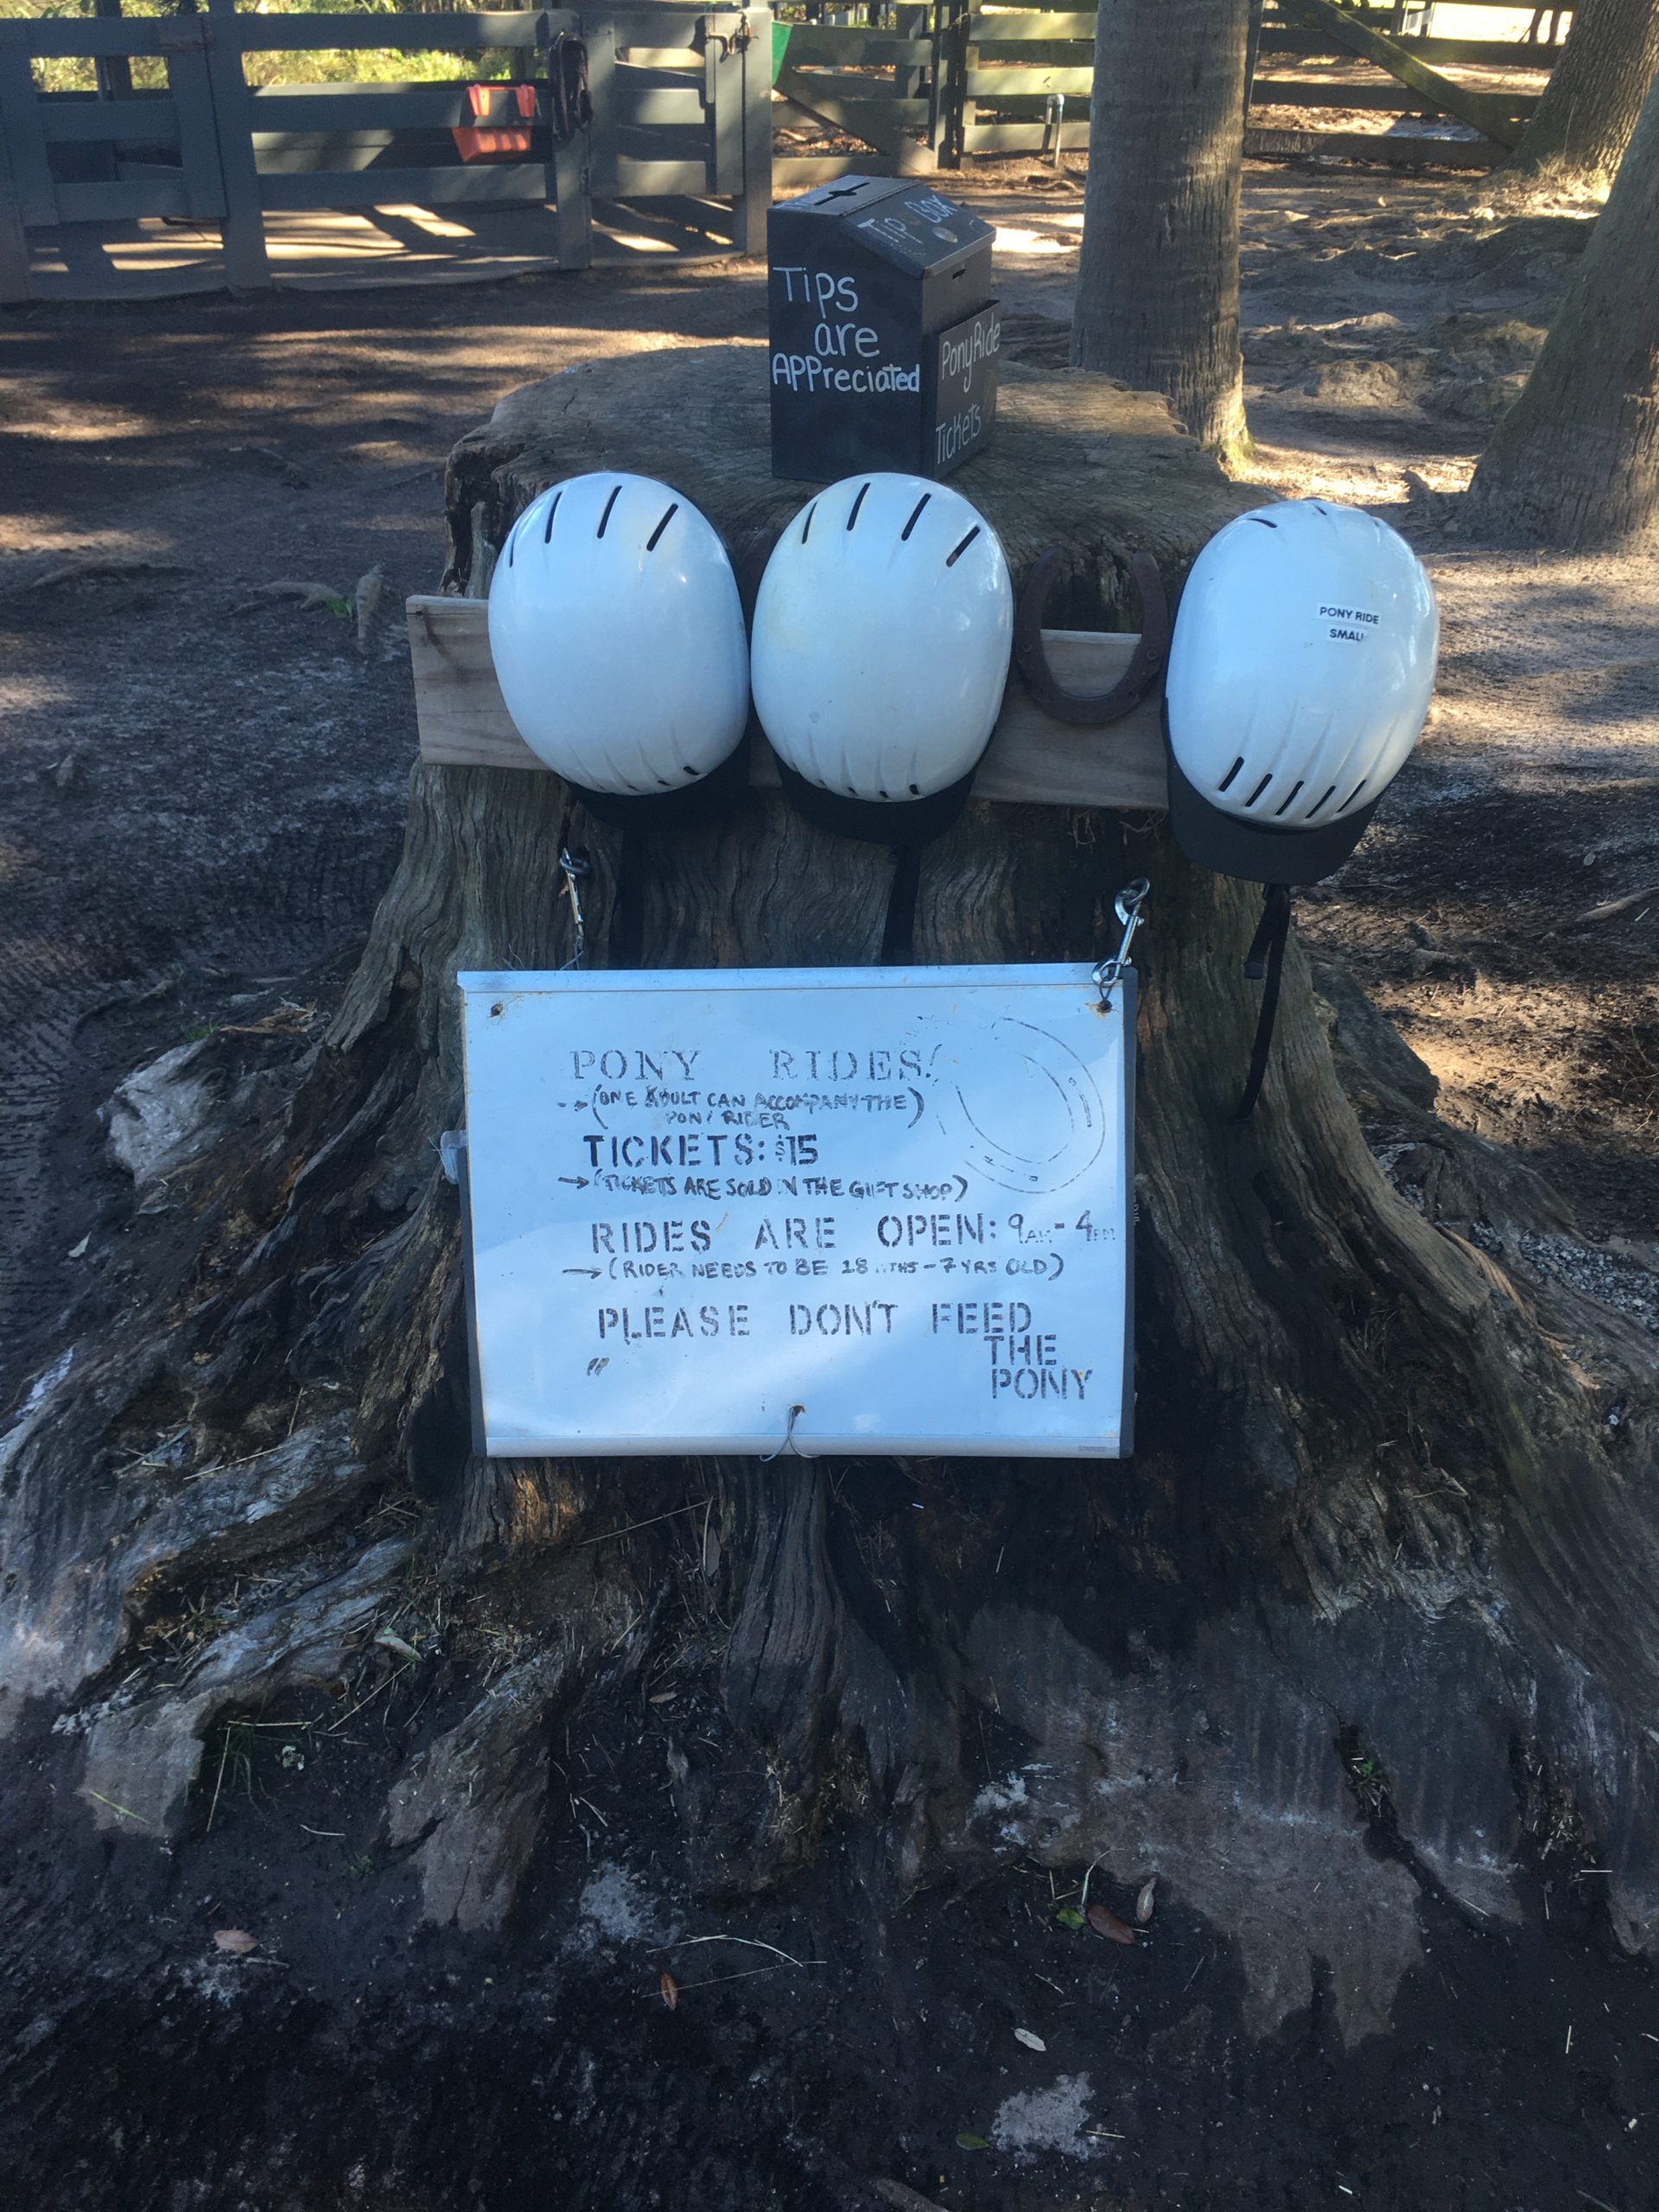 Tip Box
Tips
are
APPreciated
Pony Ride
Tickets
PONY RIDE
SMALL
PONY RIDES!
(ONE ADULT CAN ACCOMPANY THE)
PONY RIDER
TICKETS: $15
(TICKETS ARE SOLD IN THE GIFT SHOP)
RIDES ARE OPEN: 9AM - 4PM
(RIDER NEEDS TO BE 18 MTHS - 7 YRS OLD)
PLEASE DON'T FEED
THE
PONY